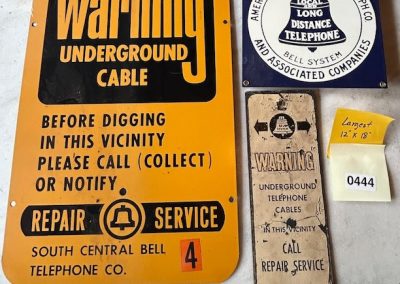 Warning
UNDERGROUND
CABLE
BEFORE DIGGING
IN THIS VICINITY
PLEASE CALL (COLLECT)
OR NOTIFY
REPAIR SERVICE
SOUTH CENTRAL BELL
TELEPHONE CO.
4
LOCAL
AND
LONG
DISTANCE
TELEPHONE
BELL SYSTEM
AND ASSOCIATED COMPANIES
"WARNING"
UNDERGROUND
TELEPHONE
CABLES
IN THIS VICINITY
CALL
REPAIR SERVICE
Largest
12" x 18"
0444